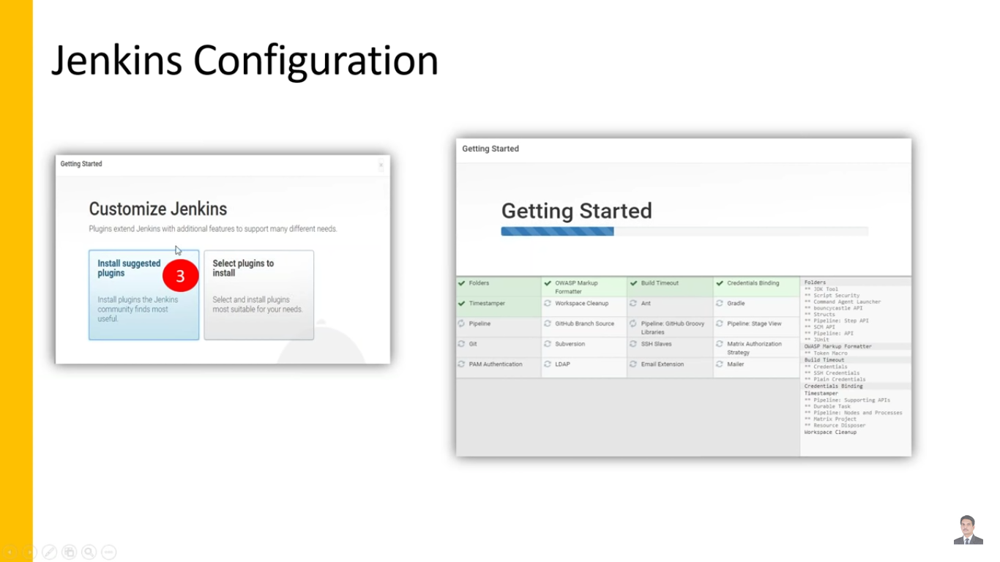 Jenkins Configuration
Getting Started
Customize Jenkins
Plugins extend Jenkins with additional features to support many different needs.
Install suggested
plugins
3
Install plugins the Jenkins
community finds most
useful.
Select plugins to
install
Select and install plugins
most suitable for your needs.
Getting Started
Getting Started
Folders
OWASP Markup
Formatter
Build Timeout
Credentials Binding
Timestamper
Workspace Cleanup
Ant
Gradle
Pipeline
GitHub Branch Source
Pipeline: GitHub Groovy
Libraries
Pipeline: Stage View
Git
Subversion
SSH Slaves
Matrix Authorization
Strategy
PAM Authentication
LDAP
Email Extension
Mailer
Folders
** JDK Tool
** Script Security
** Command Agent Launcher
** bouncycastle API
** Structs
** Pipeline: Step API
** SCM API
** Pipeline: API
** JUnit
OWASP Markup Formatter
** Token Macro
Build Timeout
** Credentials
** SSH Credentials
** Plain Credentials
Credentials Binding
Timestamper
** Pipeline: Supporting APIs
** Durable Task
** Pipeline: Nodes and Processes
** Matrix Project
** Resource Disposer
Workspace Cleanup